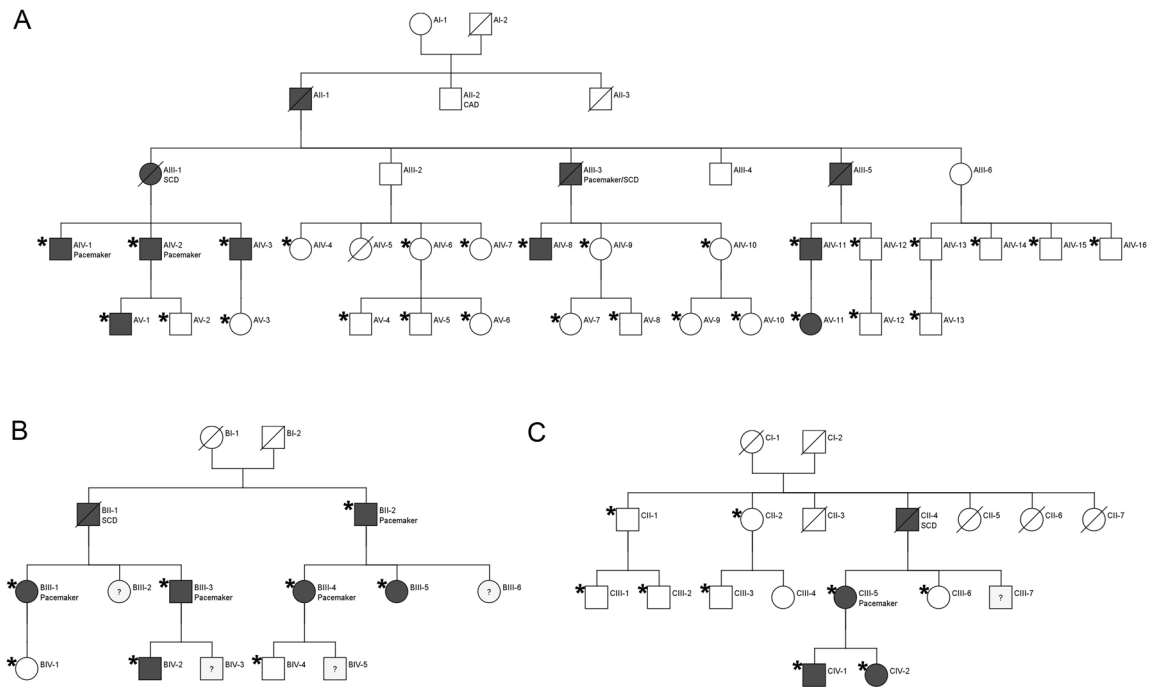 A
AI-1 AI-2
AII-1 AII-2 AII-3
CAD
AIII-1 AIII-2 AIII-3 AIII-4 AIII-5 AIII-6
SCD Pacemaker/SCD
* AIV-1 * AIV-2 * AIV-3 * AIV-4 AIV-5 * AIV-6 * AIV-7 * AIV-8 * AIV-9 * AIV-10 * AIV-11 * AIV-12 * AIV-13 * AIV-14 * AIV-15 * AIV-16
Pacemaker Pacemaker
* AV-1 * AV-2 * AV-3 * AV-4 * AV-5 * AV-6 * AV-7 * AV-8 * AV-9 * AV-10 * AV-11 * AV-12 * AV-13
B
BI-1 BI-2
BII-1 * BII-2
SCD Pacemaker
* BIII-1 ? BIII-2 * BIII-3 * BIII-4 * BIII-5 ? BIII-6
Pacemaker Pacemaker Pacemaker
* BIV-1 * BIV-2 ? BIV-3 * BIV-4 ? BIV-5
C
CI-1 CI-2
* CII-1 * CII-2 CII-3 CII-4 CII-5 CII-6 CII-7
SCD
* CIII-1 * CIII-2 * CIII-3 CIII-4 * CIII-5 * CIII-6 ? CIII-7
Pacemaker
* CIV-1 * CIV-2